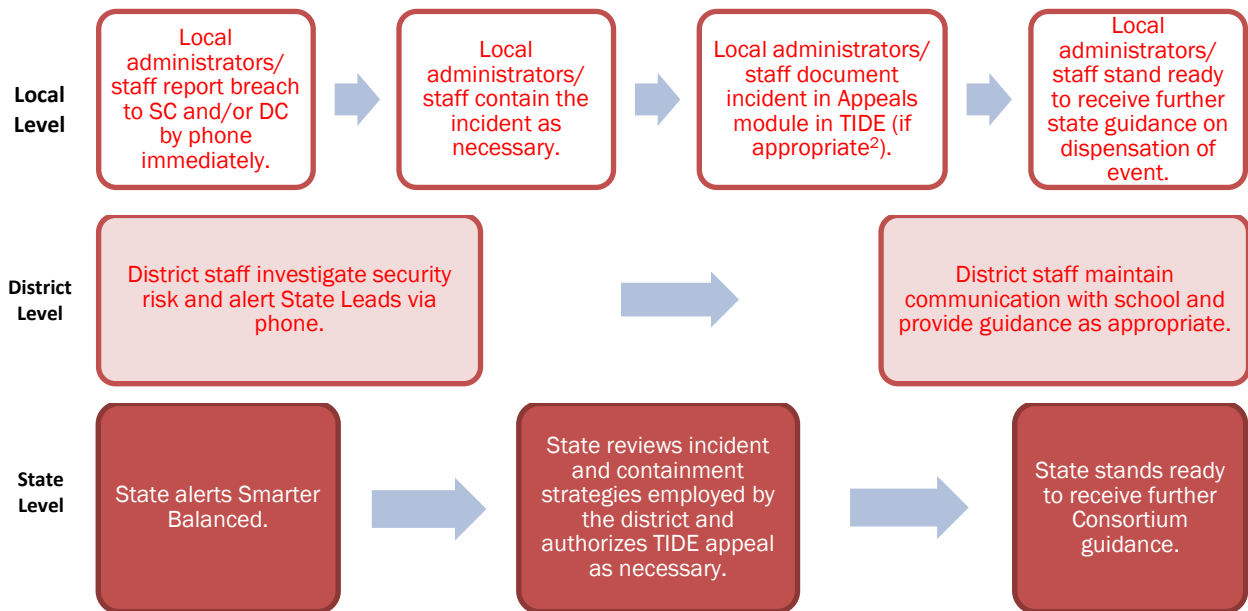 Local
Level
Local
administrators/
staff report breach
to SC and/or DC
by phone
immediately.
Local
administrators/
staff contain the
incident as
necessary.
Local administrators/
staff document
incident in Appeals
module in TIDE (if
appropriate²).
Local
administrators/
staff stand ready
to receive further
state guidance on
dispensation of
event.
District
Level
District staff investigate security
risk and alert State Leads via
phone.
District staff maintain
communication with school and
provide guidance as appropriate.
State
Level
State alerts Smarter
Balanced.
State reviews incident
and containment
strategies employed by
the district and
authorizes TIDE appeal
as necessary.
State stands ready
to receive further
Consortium
guidance.